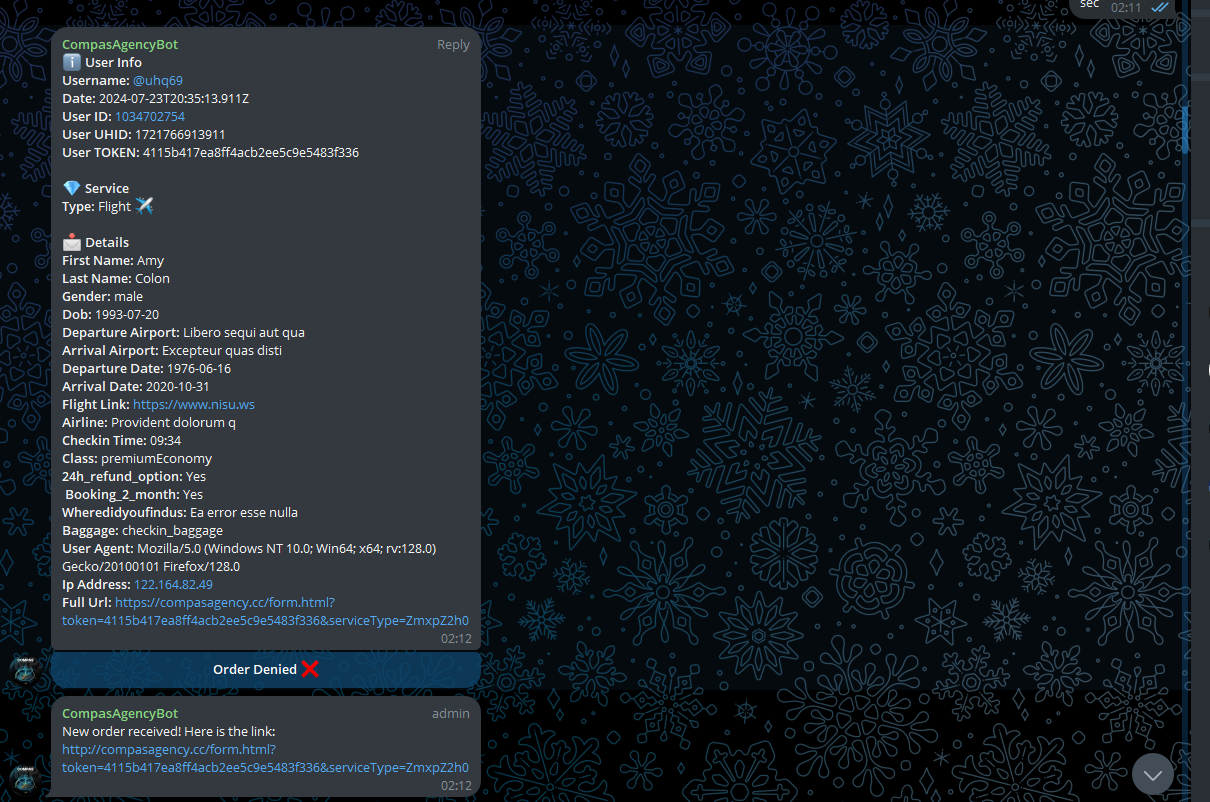 sec 02:11
CompasAgencyBot Reply
User Info
Username: @uhq69
Date: 2024-07-23T20:35:13.911Z
User ID: 1034702754
User UHID: 1721766913911
User TOKEN: 4115b417ea8ff4acb2ee5c9e5483f336
Service
Type: Flight
Details
First Name: Amy
Last Name: Colon
Gender: male
Dob: 1993-07-20
Departure Airport: Libero sequi aut qua
Arrival Airport: Excepteur quas disti
Departure Date: 1976-06-16
Arrival Date: 2020-10-31
Flight Link: https://www.nisu.ws
Airline: Provident dolorum q
Checkin Time: 09:34
Class: premiumEconomy
24h_refund_option: Yes
Booking_2_month: Yes
Wheredidyoufindus: Ea error esse nulla
Baggage: checkin_baggage
User Agent: Mozilla/5.0 (Windows NT 10.0; Win64; x64; rv:128.0)
Gecko/20100101 Firefox/128.0
Ip Address: 122.164.82.49
Full Url: https://compasagency.cc/form.html?
token=4115b417ea8ff4acb2ee5c9e5483f336&serviceType=ZmxpZ2h0
02:12
Order Denied
CompasAgencyBot admin
New order received! Here is the link:
http://compasagency.cc/form.html?
token=4115b417ea8ff4acb2ee5c9e5483f336&serviceType=ZmxpZ2h0
02:12